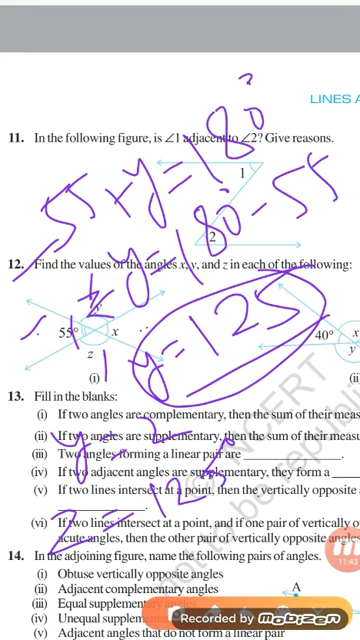 LINES A
11. In the following figure, is ∠1 adjacent to ∠2? Give reasons.
55 + y = 180°
1
2
y = 180° - 55
12. Find the values of the angles x, y, and z in each of the following:
y = 125
y
55° x
z
(i)
40° x
y
(ii)
13. Fill in the blanks:
(i) If two angles are complementary, then the sum of their meas
(ii) If two angles are supplementary, then the sum of their measu
y = z
(iii) Two angles forming a linear pair are
(iv) If two adjacent angles are supplementary, they form a
(v) If two lines intersect at a point, then the vertically opposite a
z = 125°
(vi) If two lines intersect at a point, and if one pair of vertically o
acute angles, then the other pair of vertically opposite angles
14. In the adjoining figure, name the following pairs of angles.
(i) Obtuse vertically opposite angles
(ii) Adjacent complementary angles
A
(iii) Equal supplementary angles
(iv) Unequal supplem
(v) Adjacent angles that do not form a linear pair
Recorded by
MOBIZEN
11:43